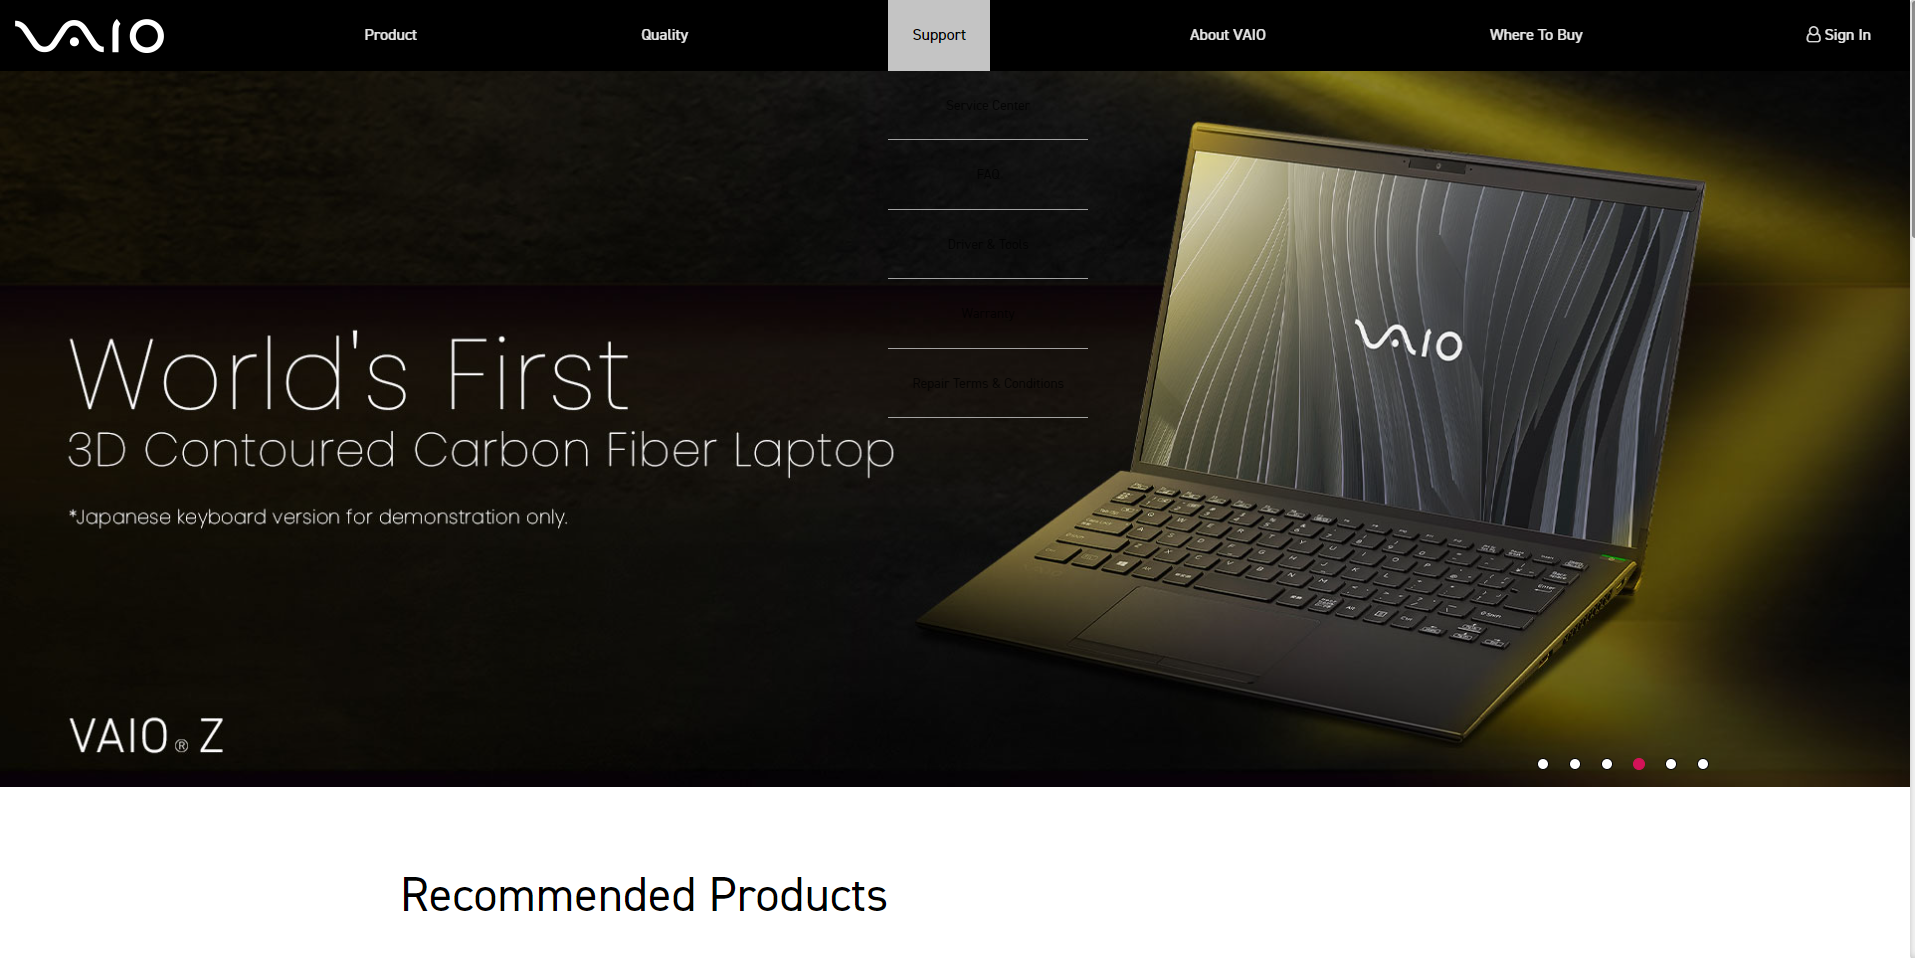 VAIO
Product
Quality
Support
About VAIO
Where To Buy
Sign In
Service Center
FAQ
Driver & Tools
Warranty
Repair Terms & Conditions
World's First
3D Contoured Carbon Fiber Laptop
*Japanese keyboard version for demonstration only.
VAIO
VAIO® Z
Recommended Products